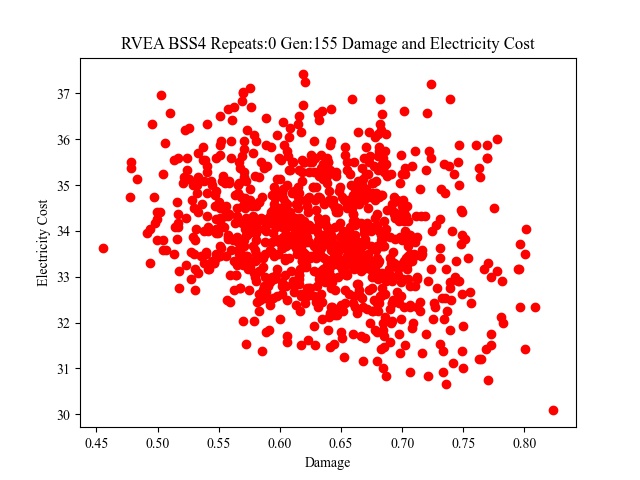 RVEA BSS4 Repeats:0 Gen:155 Damage and Electricity Cost
37
36
35
34
33
32
31
30
Electricity Cost
0.45 0.50 0.55 0.60 0.65 0.70 0.75 0.80
Damage